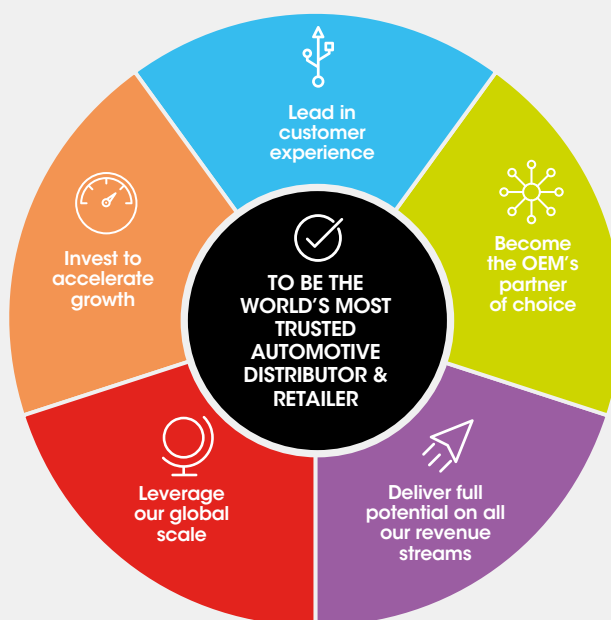 Lead in
customer
experience
Become
the OEM’s
partner
of choice
Deliver full
potential on all
our revenue
streams
Leverage
our global
scale
Invest to
accelerate
growth
TO BE THE
WORLD’S MOST
TRUSTED
AUTOMOTIVE
DISTRIBUTOR &
RETAILER